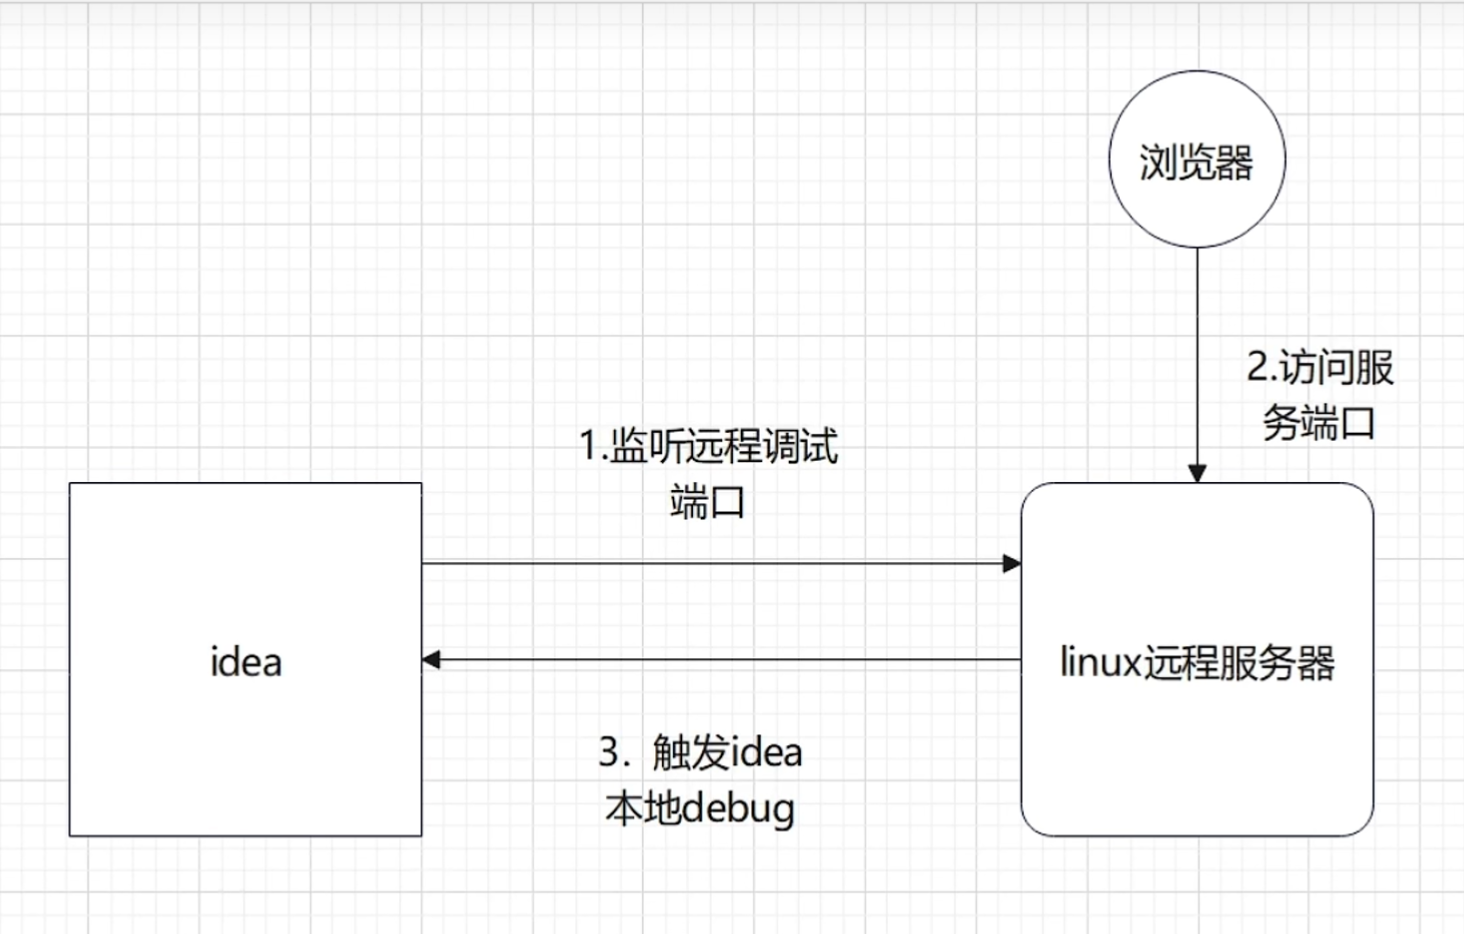 浏览器
2.访问服
务端口
1.监听远程调试
端口
idea
linux远程服务器
3. 触发idea
本地debug